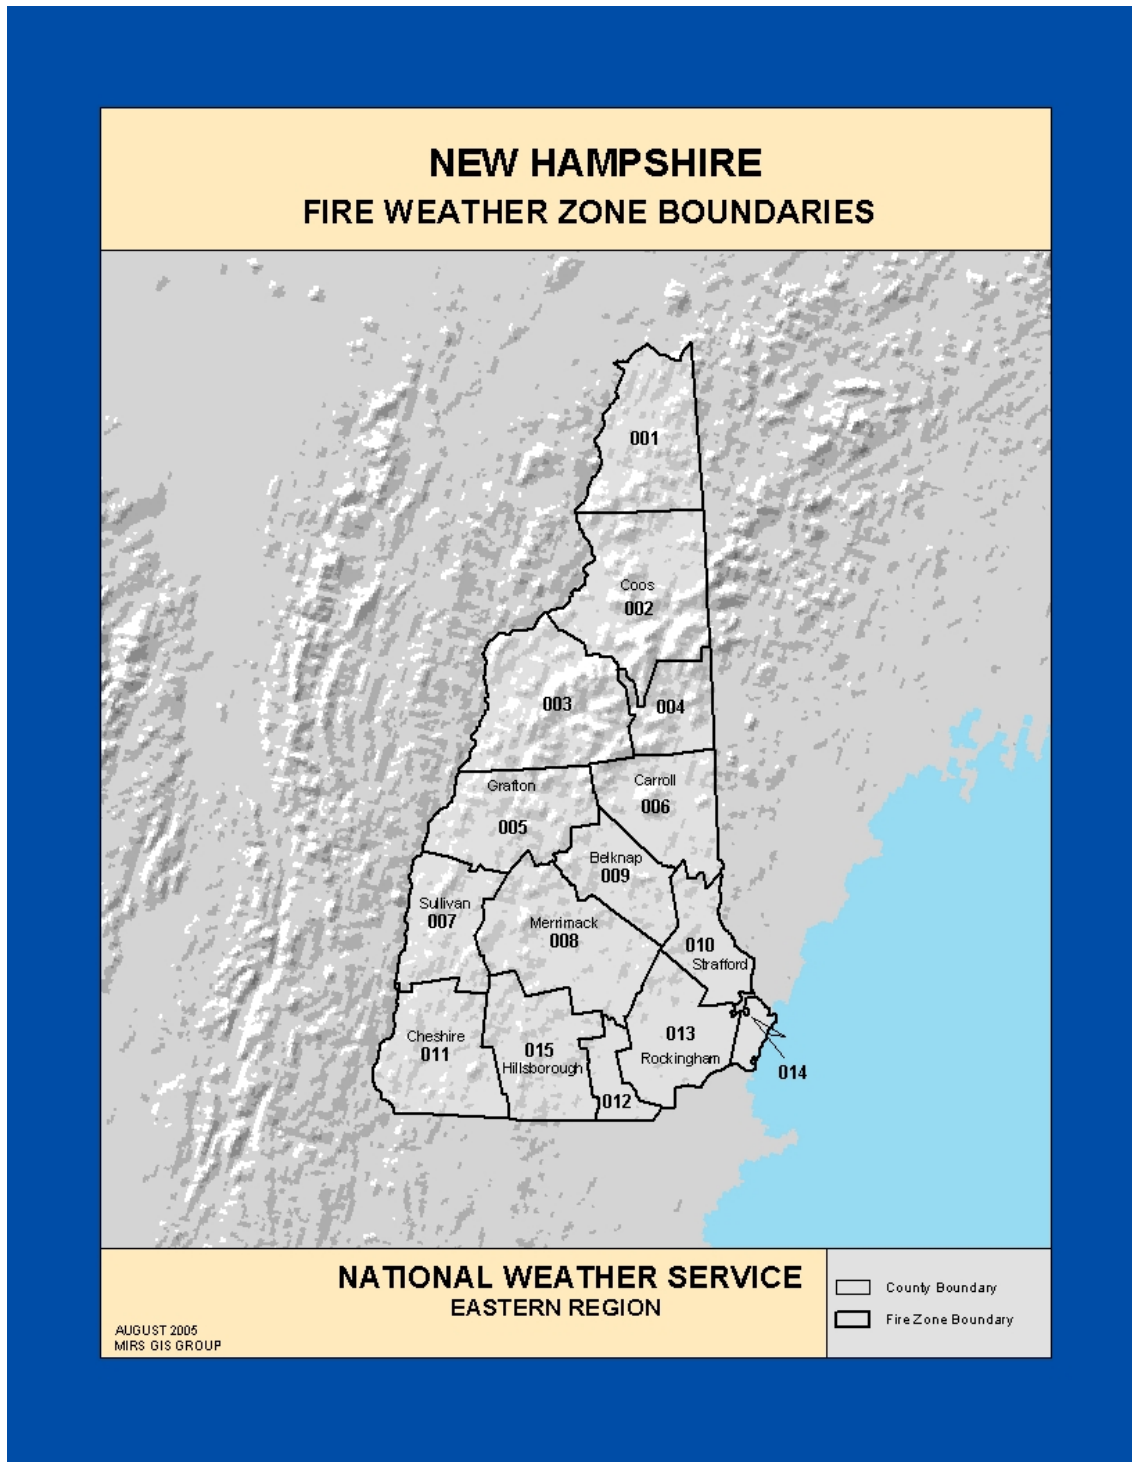 NEW HAMPSHIRE
FIRE WEATHER ZONE BOUNDARIES
001
Coos
002
003
004
Grafton
005
Carroll
006
Belknap
009
Sullivan
007
Merrimack
008
010
Strafford
Cheshire
011
015
Hillsborough
013
Rockingham
012
014
NATIONAL WEATHER SERVICE
EASTERN REGION
AUGUST 2005
MIRS GIS GROUP
County Boundary
Fire Zone Boundary